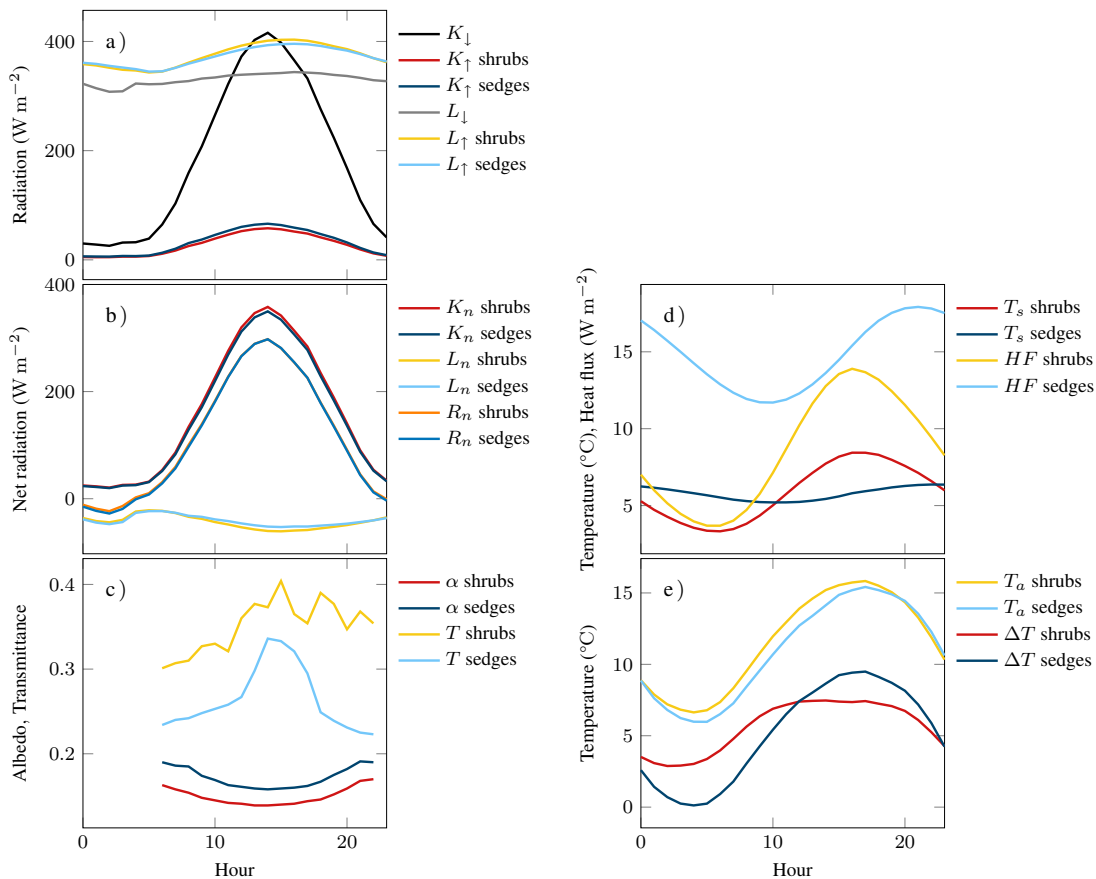 a)
K↓
K↑ shrubs
K↑ sedges
L↓
L↑ shrubs
L↑ sedges
Radiation (W m−2)
400
200
0
b)
Kn shrubs
Kn sedges
Ln shrubs
Ln sedges
Rn shrubs
Rn sedges
Net radiation (W m−2)
400
200
0
c)
α shrubs
α sedges
T shrubs
T sedges
Albedo, Transmittance
0.4
0.3
0.2
0
10
20
Hour
d)
Ts shrubs
Ts sedges
HF shrubs
HF sedges
Temperature (°C), Heat flux (W m−2)
15
10
5
e)
Ta shrubs
Ta sedges
ΔT shrubs
ΔT sedges
Temperature (°C)
15
10
5
0
0
10
20
Hour